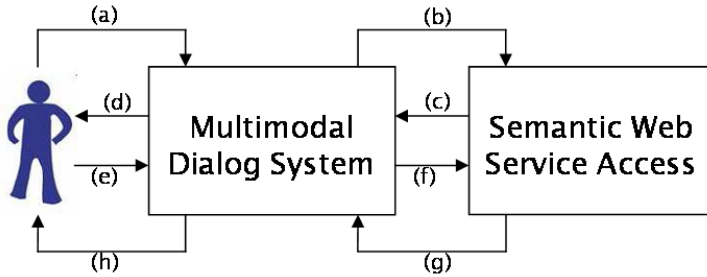 (a)
(b)
(d)
(c)
Multimodal
Dialog System
Semantic Web
Service Access
(e)
(f)
(h)
(g)